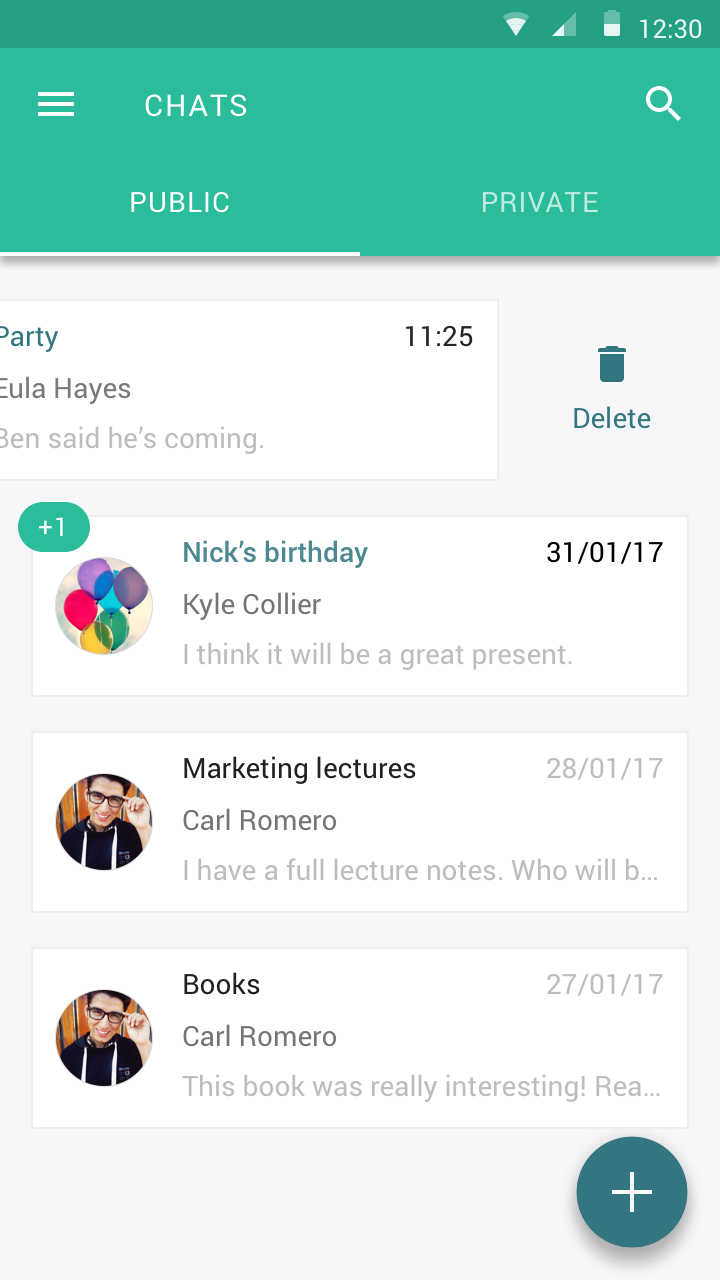 12:30
CHATS
PUBLIC PRIVATE
Party 11:25
Eula Hayes
Ben said he’s coming.
Delete
+1
Nick’s birthday 31/01/17
Kyle Collier
I think it will be a great present.
Marketing lectures 28/01/17
Carl Romero
I have a full lecture notes. Who will b...
Books 27/01/17
Carl Romero
This book was really interesting! Rea...